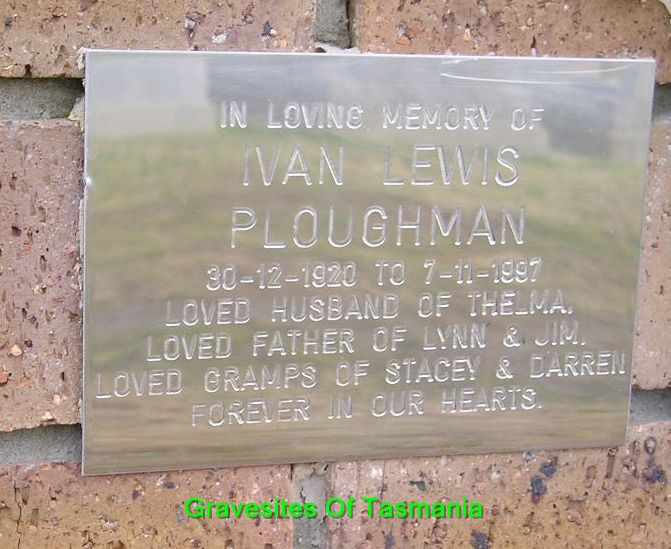 IN LOVING MEMORY OF
IVAN LEWIS
PLOUGHMAN
30-12-1920 TO 7-11-1997
LOVED HUSBAND OF THELMA,
LOVED FATHER OF LYNN & JIM.
LOVED GRAMPS OF STACEY & DARREN
FOREVER IN OUR HEARTS.
Gravesites Of Tasmania